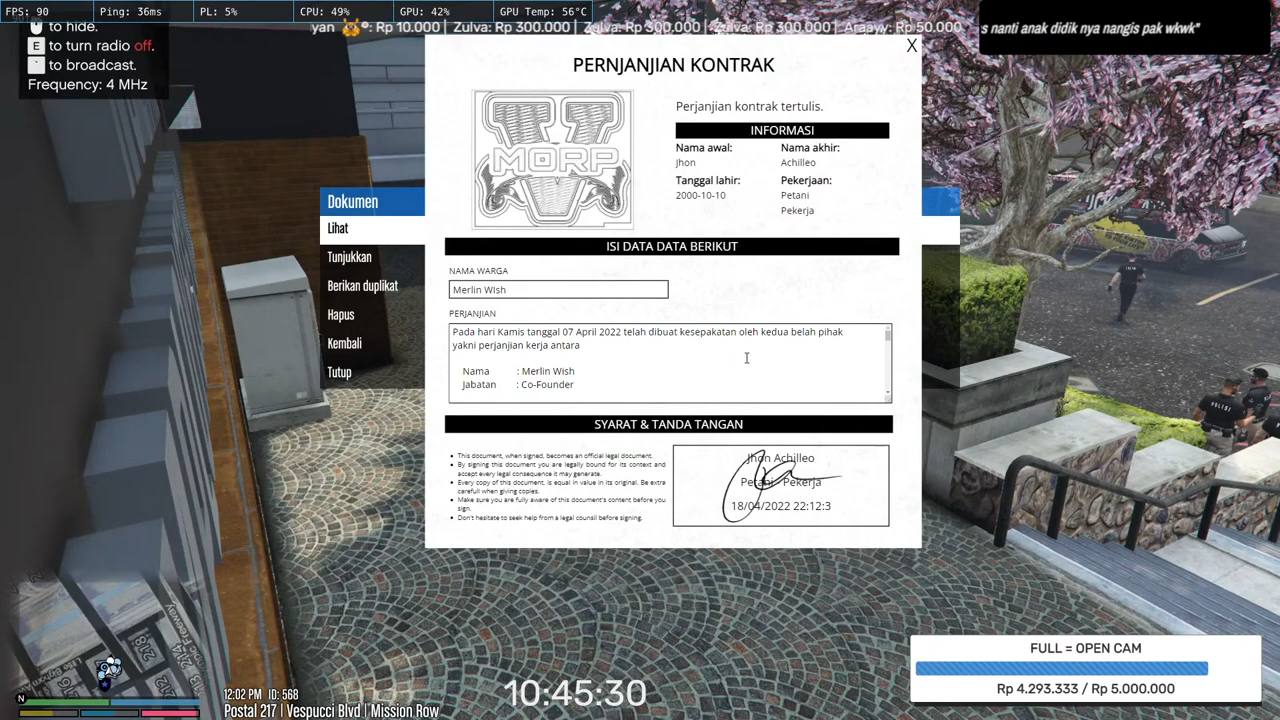 FPS: 90 Ping: 36ms PL: 5% CPU: 49% GPU: 42% GPU Temp: 56°C
yan 🐹°: Rp 10.000 Zulva: Rp 300.000 Zulva: Rp 300.000 Zulva: Rp 300.000 Araayy: Rp 50.000
to hide.
E to turn radio off.
to broadcast.
Frequency: 4 MHz
s nanti anak didik nya nangis pak wkwk"
X
PERNJANJIAN KONTRAK
MORP
Perjanjian kontrak tertulis.
INFORMASI
Nama awal: Nama akhir:
Jhon Achilleo
Tanggal lahir: Pekerjaan:
2000-10-10 Petani
Pekerja
Dokumen
Lihat
Tunjukkan
Berikan duplikat
Hapus
Kembali
Tutup
ISI DATA DATA BERIKUT
NAMA WARGA
Merlin WIsh
PERJANJIAN
Pada hari Kamis tanggal 07 April 2022 telah dibuat kesepakatan oleh kedua belah pihak
yakni perjanjian kerja antara
Nama : Merlin Wish
Jabatan : Co-Founder
SYARAT & TANDA TANGAN
• This document, when signed, becomes an official legal document.
• By signing this document you are legally bound for its context and
accept every legal consequence it may generate.
• Every copy of this document, is equal in value in its original. Be extra
carefull when giving copies.
• Make sure you are fully aware of this document's content before you
sign.
• Don't hesitate to seek help from a legal counsil before signing.
Jhon Achilleo
Petani Pekerja
18/04/2022 22:12:3
POLISI
FULL = OPEN CAM
Rp 4.293.333 / Rp 5.000.000
N
12:02 PM ID: 568
Postal 217 | Vespucci Blvd | Mission Row
10:45:30